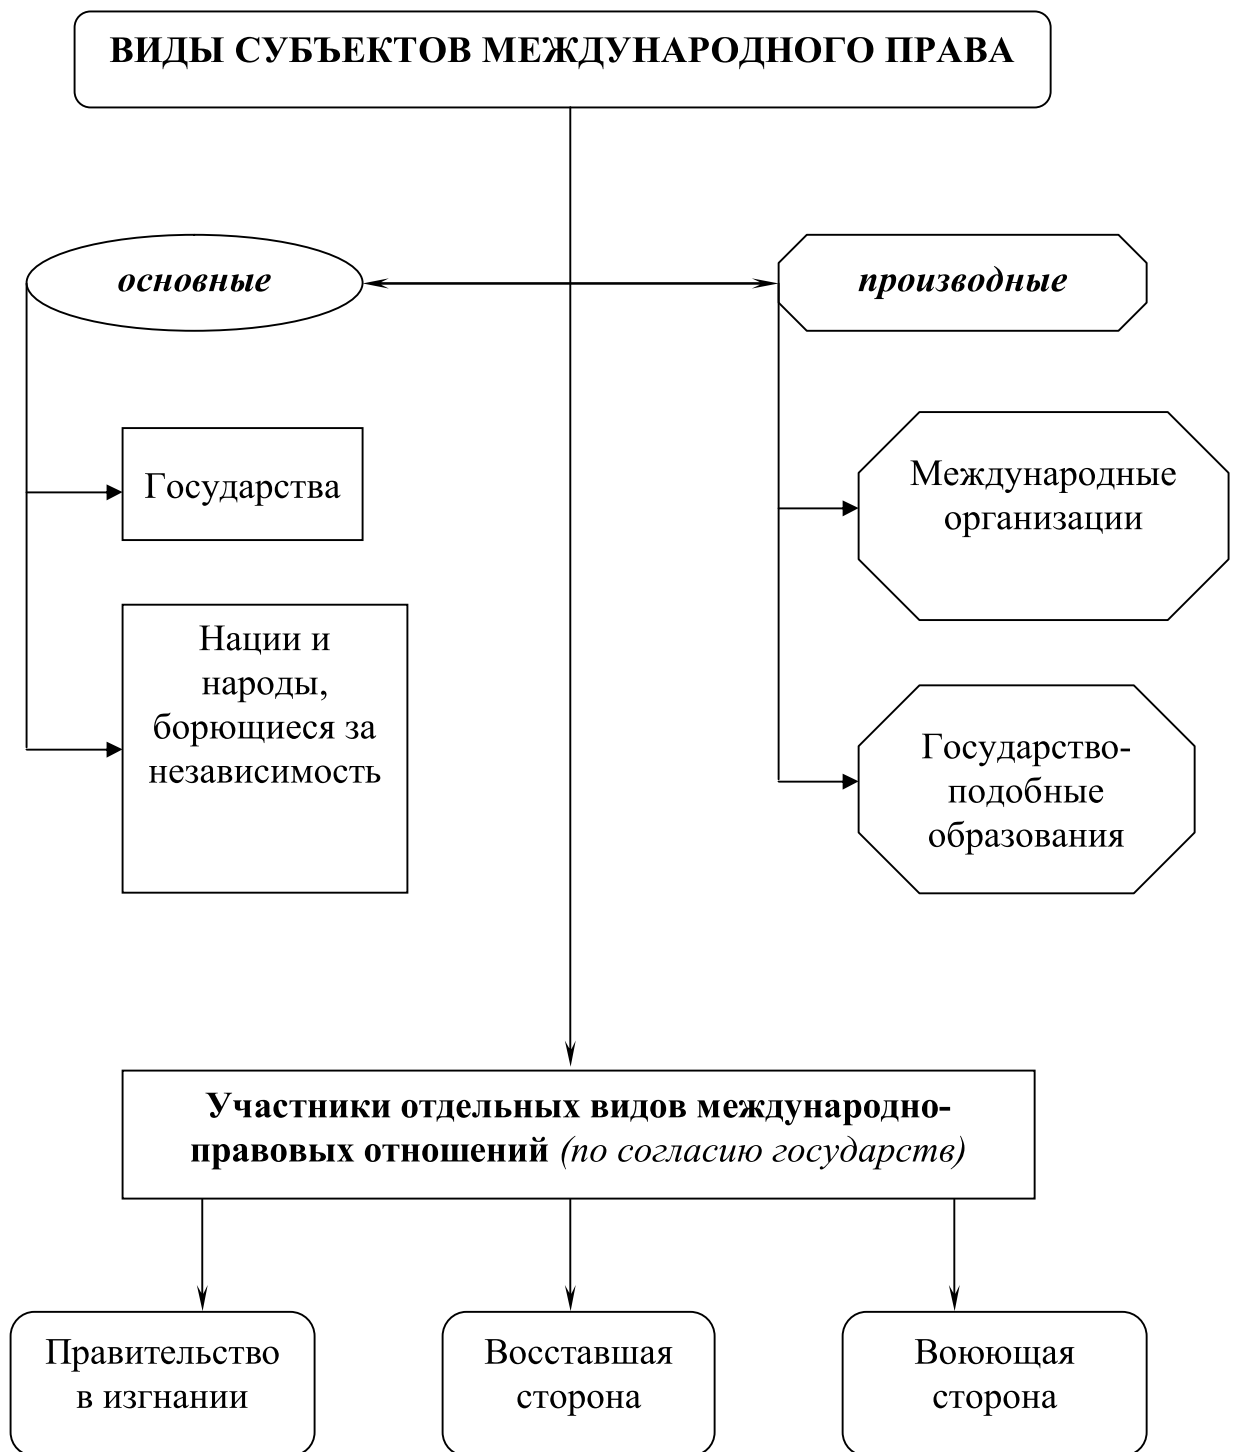 ВИДЫ СУБЪЕКТОВ МЕЖДУНАРОДНОГО ПРАВА
основные
производные
Государства
Нации и
народы,
борющиеся за
независимость
Международные
организации
Государство-
подобные
образования
Участники отдельных видов международно-
правовых отношений (по согласию государств)
Правительство
в изгнании
Восставшая
сторона
Воюющая
сторона